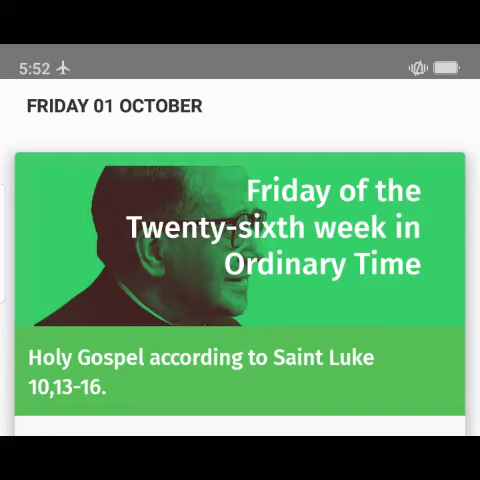 5:52
FRIDAY 01 OCTOBER
Friday of the
Twenty-sixth week in
Ordinary Time
Holy Gospel according to Saint Luke
10,13-16.